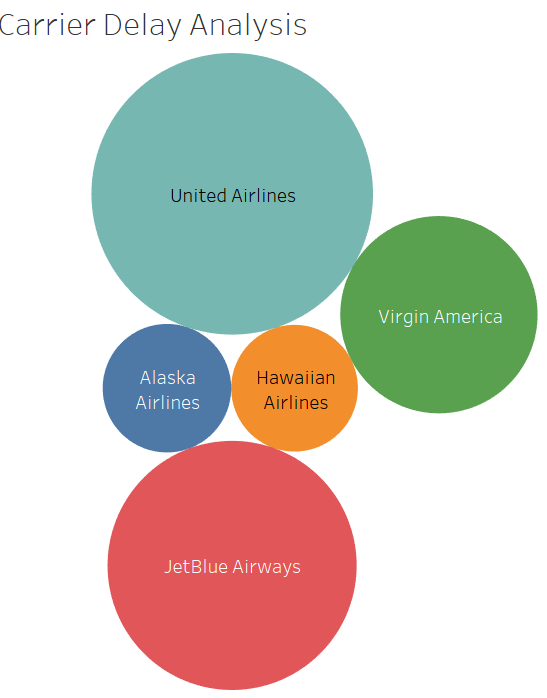 Carrier Delay Analysis
United Airlines
Virgin America
Alaska
Airlines
Hawaiian
Airlines
JetBlue Airways